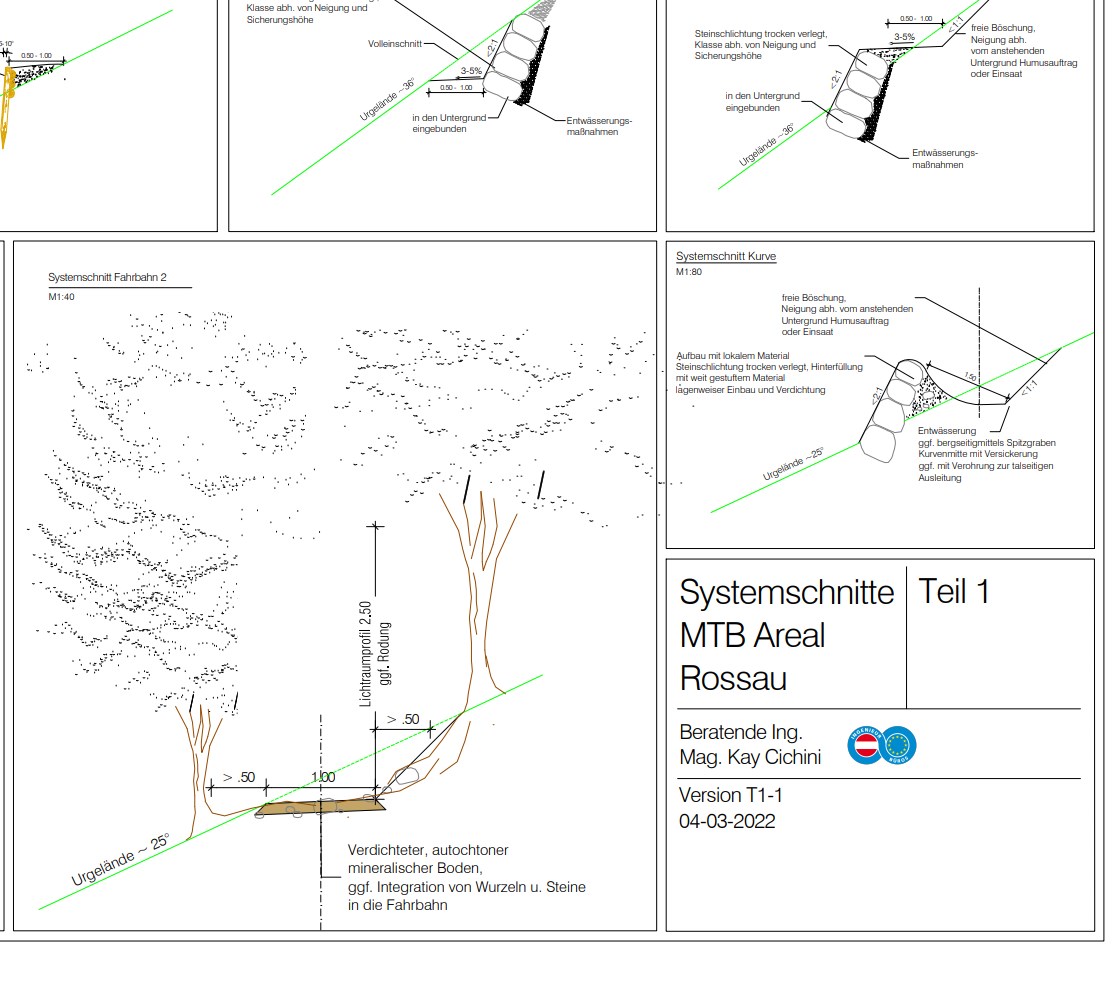 0.50 - 1.00
Klasse abh. von Neigung und
Sicherungshöhe
Volleinschnitt
<2:1
3-5%
0.50 - 1.00
Urgelände ~36°
in den Untergrund
eingebunden
Entwässerungs-
maßnahmen
Steinschlichtung trocken verlegt,
Klasse abh. von Neigung und
Sicherungshöhe
0.50 - 1.00
3-5%
<1:1
freie Böschung,
Neigung abh.
vom anstehenden
Untergrund Humusauftrag
oder Einsaat
<2:1
in den Untergrund
eingebunden
Urgelände ~36°
Entwässerungs-
maßnahmen
Systemschnitt Fahrbahn 2
M1:40
Lichtraumprofil 2.50
ggf. Rodung
> .50
> .50
1.00
Urgelände ~ 25°
Verdichteter, autochtoner
mineralischer Boden,
ggf. Integration von Wurzeln u. Steine
in die Fahrbahn
Systemschnitt Kurve
M1:80
freie Böschung,
Neigung abh. vom anstehenden
Untergrund Humusauftrag
oder Einsaat
Aufbau mit lokalem Material
Steinschlichtung trocken verlegt, Hinterfüllung
mit weit gestuftem Material
lagenweiser Einbau und Verdichtung
<2:1
1.50
<1:1
Urgelände ~25°
Entwässerung
ggf. bergseitigmittels Spitzgraben
Kurvenmitte mit Versickerung
ggf. mit Verohrung zur talseitigen
Ausleitung
Systemschnitte
MTB Areal
Rossau
Teil 1
Beratende Ing.
Mag. Kay Cichini
INGENIEUR
BÜROS
Version T1-1
04-03-2022